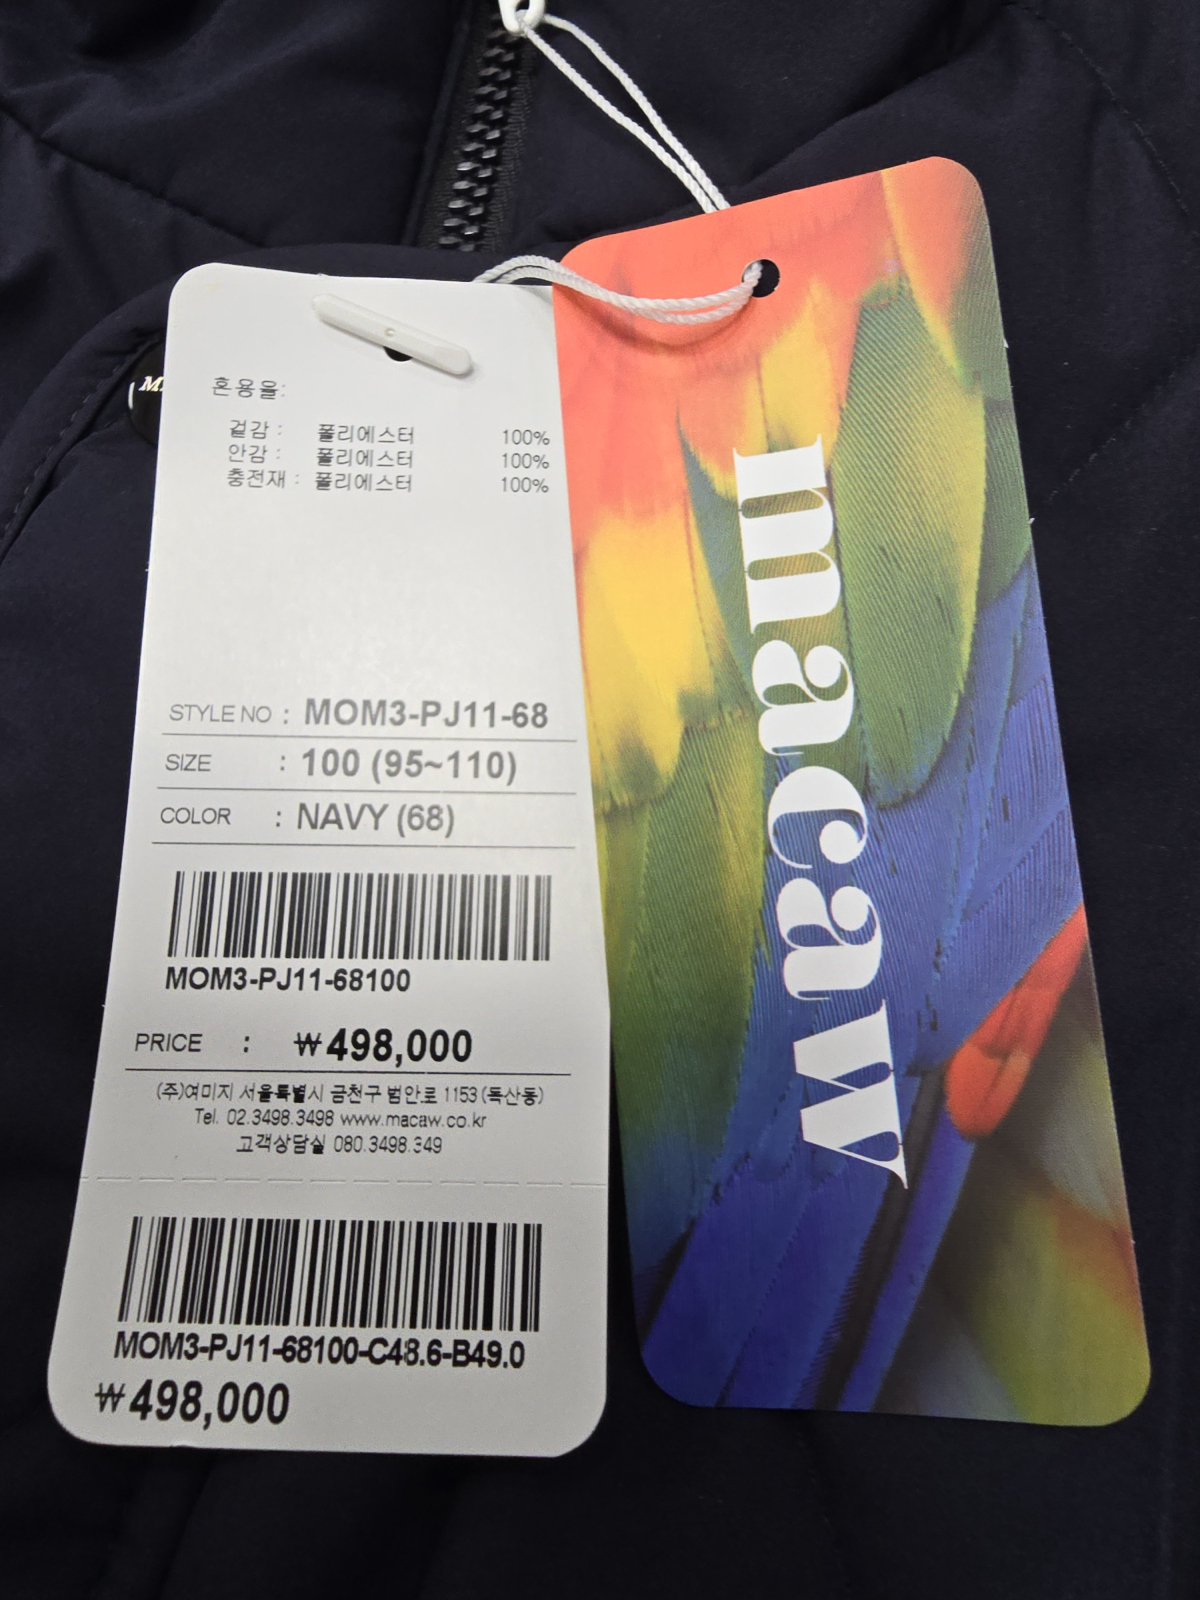 혼용율:
겉감 : 폴리에스터 100%
안감 : 폴리에스터 100%
충전재 : 폴리에스터 100%
STYLE NO : MOM3-PJ11-68
SIZE : 100 (95~110)
COLOR : NAVY (68)
MOM3-PJ11-68100
PRICE : ₩498,000
(주)여미지 서울특별시 금천구 범안로 1153 (독산동)
Tel. 02.3498.3498 www.macaw.co.kr
고객상담실 080.3498.349
MOM3-PJ11-68100-C48.6-B49.0
₩498,000
macaw